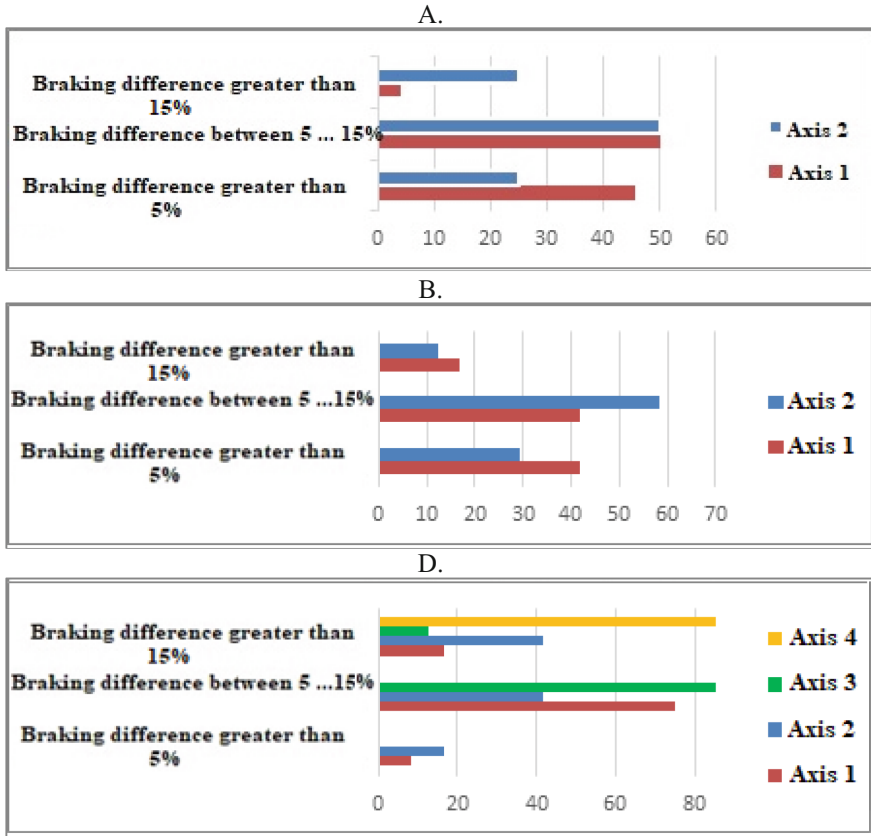 A.
Braking difference greater than
15%
Braking difference between 5 ... 15%
Braking difference greater than
5%
0 10 20 30 40 50 60
Axis 2
Axis 1
B.
Braking difference greater than
15%
Braking difference between 5 ...15%
Braking difference greater than
5%
0 10 20 30 40 50 60 70
Axis 2
Axis 1
D.
Braking difference greater than
15%
Braking difference between 5 ...15%
Braking difference greater than
5%
0 20 40 60 80
Axis 4
Axis 3
Axis 2
Axis 1